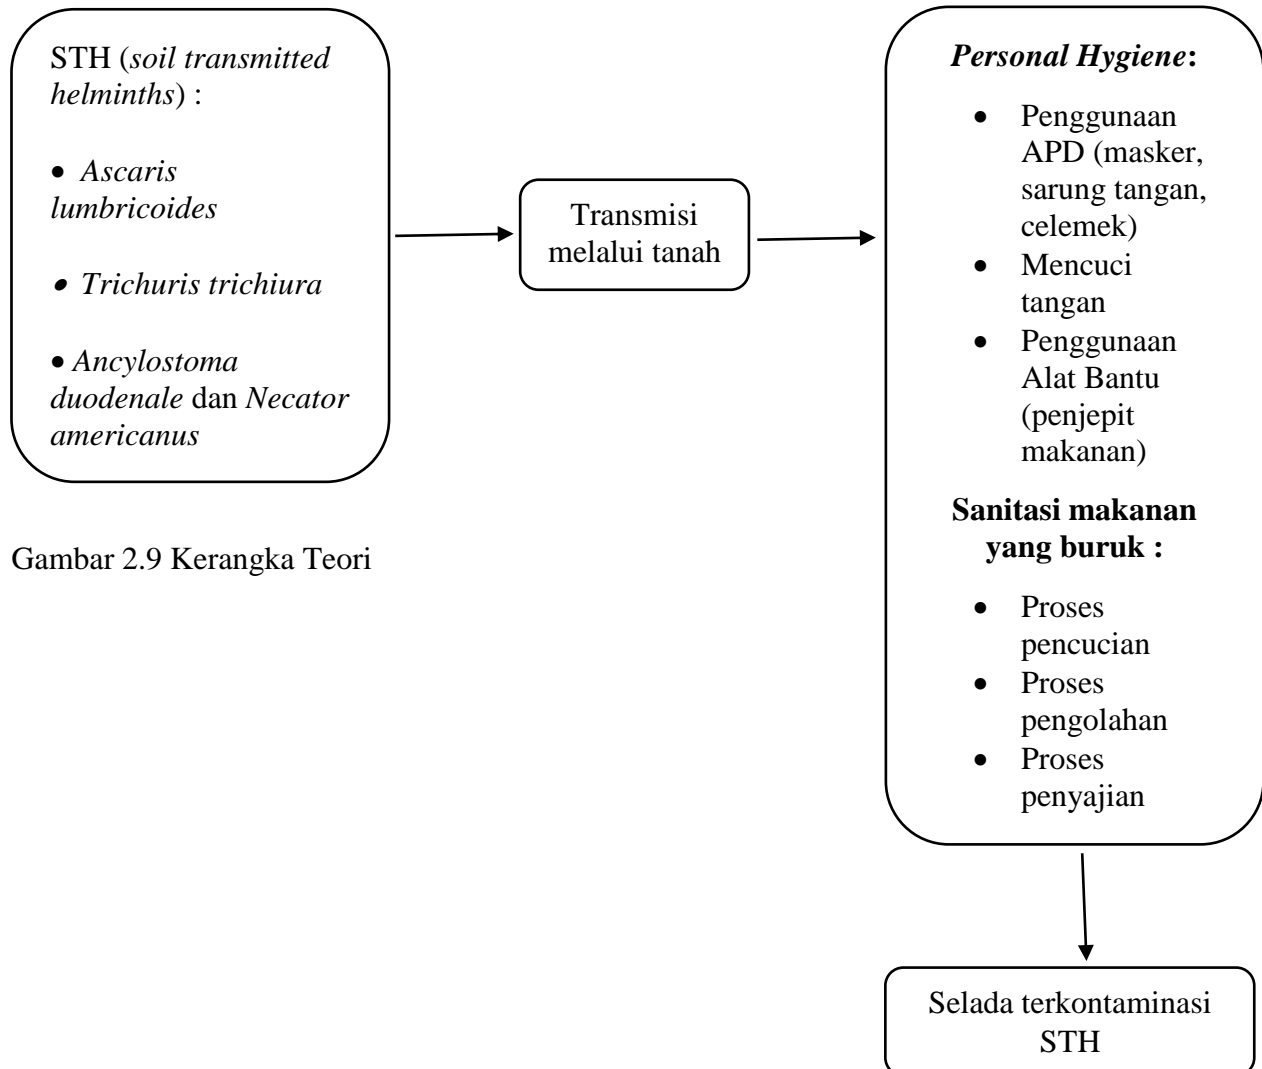 STH (soil transmitted
helminths) :
• Ascaris
lumbricoides
• Trichuris trichiura
• Ancylostoma
duodenale dan Necator
americanus
Transmisi
melalui tanah
Personal Hygiene:
• Penggunaan
APD (masker,
sarung tangan,
celemek)
• Mencuci
tangan
• Penggunaan
Alat Bantu
(penjepit
makanan)
Sanitasi makanan
yang buruk :
• Proses
pencucian
• Proses
pengolahan
• Proses
penyajian
Selada terkontaminasi
STH
Gambar 2.9 Kerangka Teori